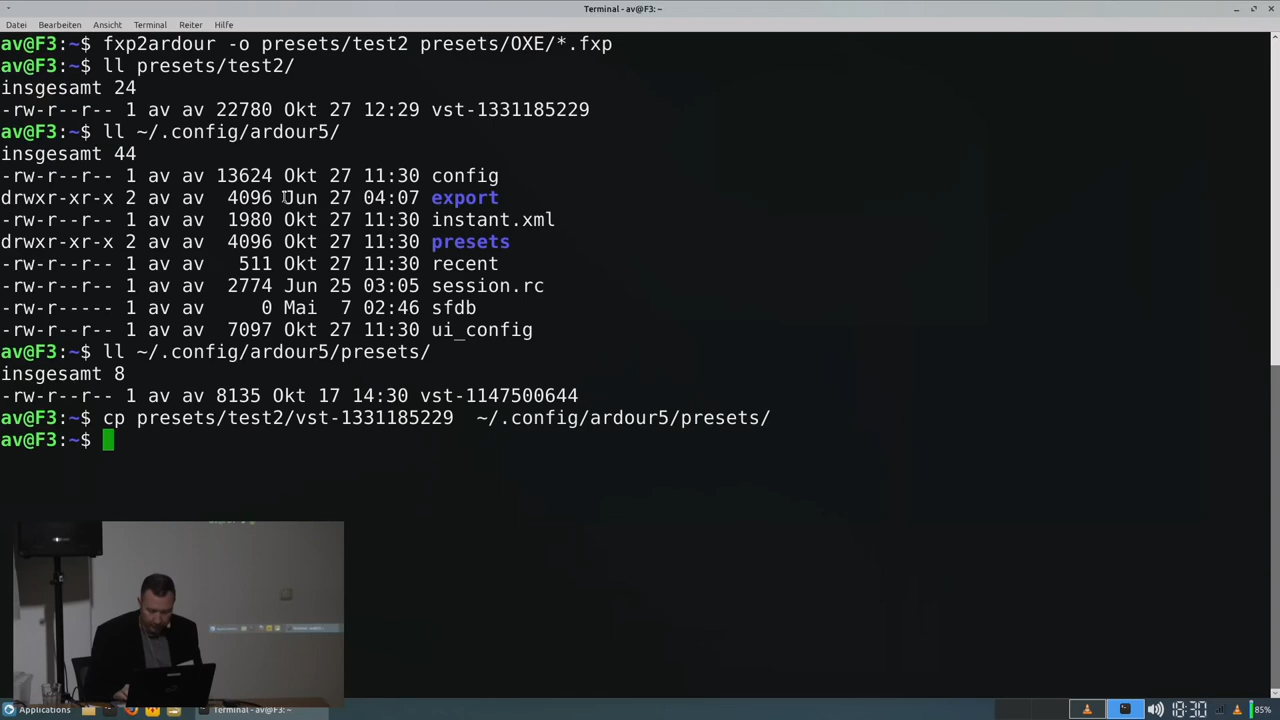 Terminal - av@F3: ~
Datei Bearbeiten Ansicht Terminal Reiter Hilfe
av@F3:~$ fxp2ardour -o presets/test2 presets/OXE/*.fxp
av@F3:~$ ll presets/test2/
insgesamt 24
-rw-r--r-- 1 av av 22780 Okt 27 12:29 vst-1331185229
av@F3:~$ ll ~/.config/ardour5/
insgesamt 44
-rw-r--r-- 1 av av 13624 Okt 27 11:30 config
drwxr-xr-x 2 av av  4096 Jun 27 04:07 export
-rw-r--r-- 1 av av  1980 Okt 27 11:30 instant.xml
drwxr-xr-x 2 av av  4096 Okt 27 11:30 presets
-rw-r--r-- 1 av av   511 Okt 27 11:30 recent
-rw-r--r-- 1 av av  2774 Jun 25 03:05 session.rc
-rw-r----- 1 av av     0 Mai  7 02:46 sfdb
-rw-r--r-- 1 av av  7097 Okt 27 11:30 ui_config
av@F3:~$ ll ~/.config/ardour5/presets/
insgesamt 8
-rw-r--r-- 1 av av 8135 Okt 17 14:30 vst-1147500644
av@F3:~$ cp presets/test2/vst-1331185229  ~/.config/ardour5/presets/
av@F3:~$
Applications Terminal - av@F3: ~ 85%